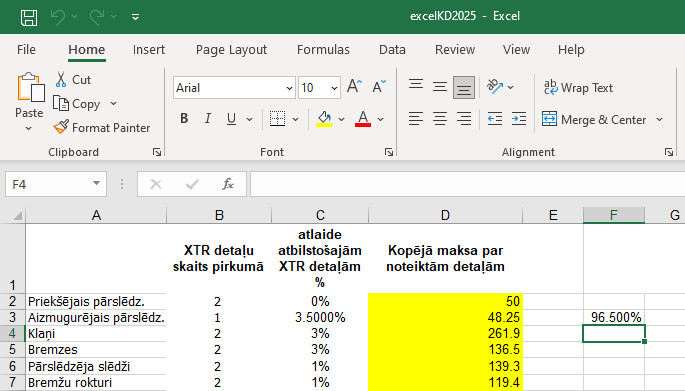 excelKD2025 - Excel
File Home Insert Page Layout Formulas Data Review View Help
Paste
Cut
Copy
Format Painter
Clipboard
Arial 10 A A
B I U A
Font
ab Wrap Text
Merge & Center
Alignment
F4 fx
A B C D E F G
1 XTR detaļu skaits pirkumā atlaide atbilstošajām XTR detaļām % Kopējā maksa par noteiktām detaļām
2 Priekšējais pārslēdz. 2 0% 50
3 Aizmugurējais pārslēdz. 1 3.5000% 48.25 96.500%
4 Klaņi 2 3% 261.9
5 Bremzes 2 3% 136.5
6 Pārslēdzēja slēdži 2 1% 139.3
7 Bremžu rokturi 2 1% 119.4